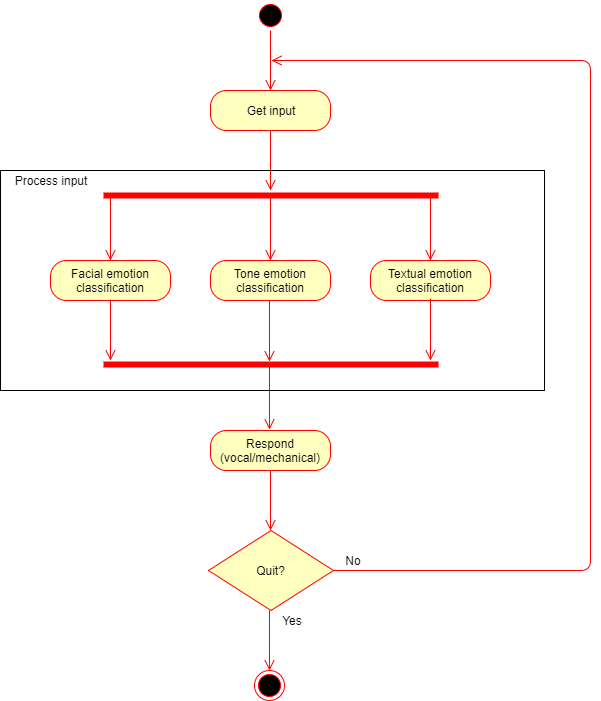 Get input
Process input
Facial emotion
classification
Tone emotion
classification
Textual emotion
classification
Respond
(vocal/mechanical)
Quit?
No
Yes